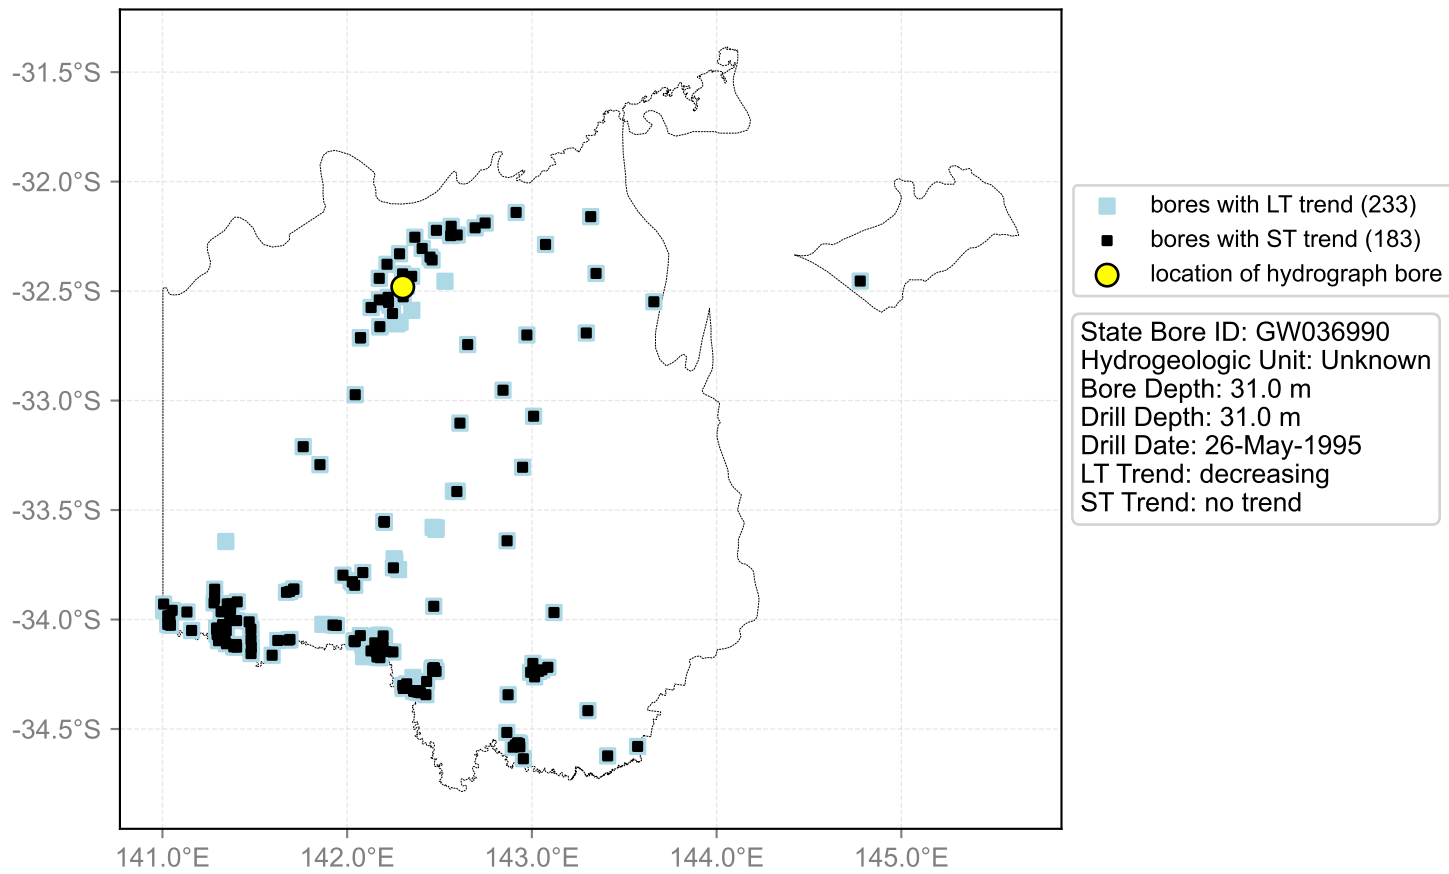 -31.5°S
-32.0°S
-32.5°S
-33.0°S
-33.5°S
-34.0°S
-34.5°S
141.0°E
142.0°E
143.0°E
144.0°E
145.0°E
bores with LT trend (233)
bores with ST trend (183)
location of hydrograph bore
State Bore ID: GW036990
Hydrogeologic Unit: Unknown
Bore Depth: 31.0 m
Drill Depth: 31.0 m
Drill Date: 26-May-1995
LT Trend: decreasing
ST Trend: no trend